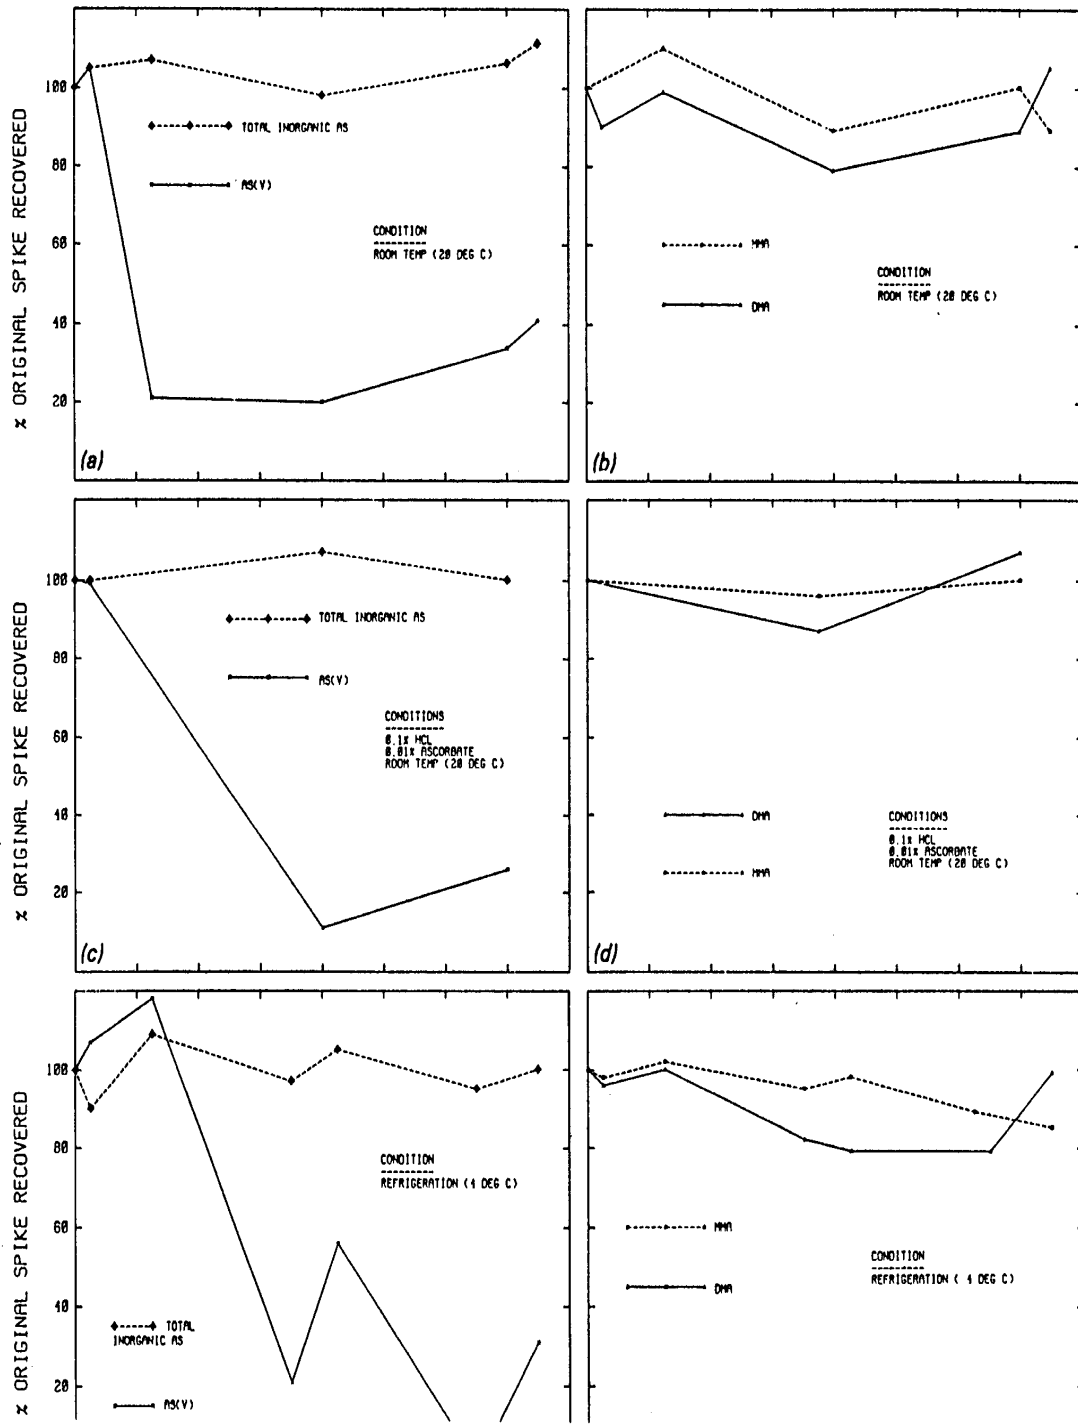 % ORIGINAL SPIKE RECOVERED
100
80
60
40
20
TOTAL INORGANIC AS
AS(V)
CONDITION
ROOM TEMP (20 DEG C)
(a)
MMA
DMA
CONDITION
ROOM TEMP (20 DEG C)
(b)
% ORIGINAL SPIKE RECOVERED
100
80
60
40
20
TOTAL INORGANIC AS
AS(V)
CONDITIONS
0.1% HCL
0.01% ASCORBATE
ROOM TEMP (20 DEG C)
(c)
DMA
MMA
CONDITIONS
0.1% HCL
0.01% ASCORBATE
ROOM TEMP (20 DEG C)
(d)
% ORIGINAL SPIKE RECOVERED
100
80
60
40
20
CONDITION
REFRIGERATION (4 DEG C)
TOTAL
INORGANIC AS
AS(V)
MMA
DMA
CONDITION
REFRIGERATION ( 4 DEG C)